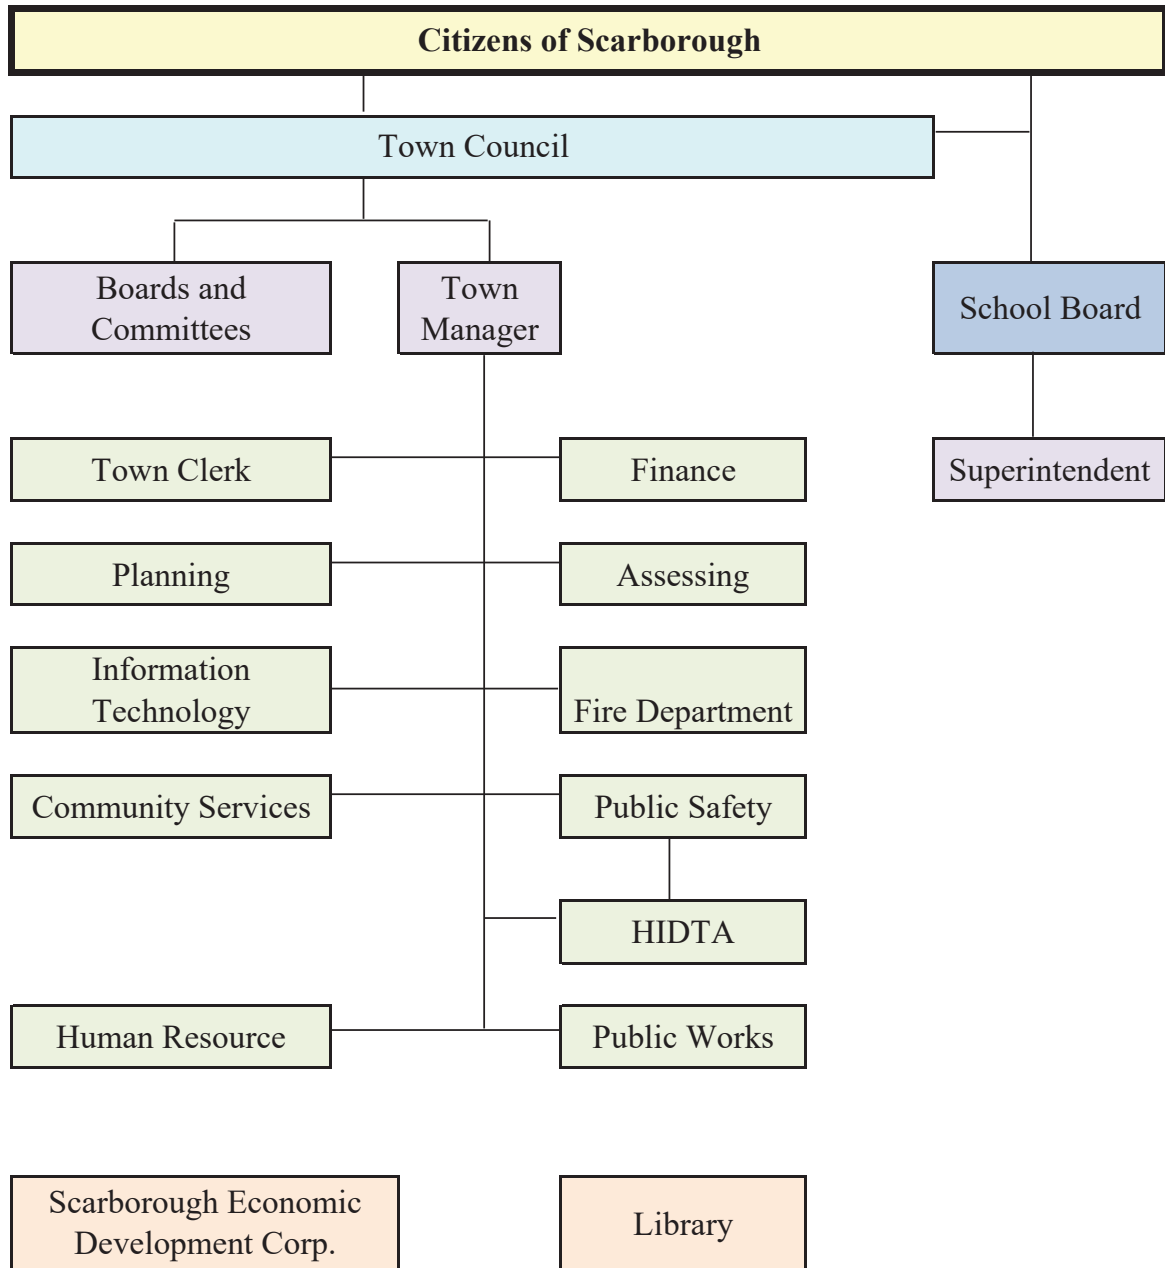 Citizens of Scarborough
Town Council
Boards and
Committees
Town
Manager
School Board
Town Clerk
Finance
Superintendent
Planning
Assessing
Information
Technology
Fire Department
Community Services
Public Safety
HIDTA
Human Resource
Public Works
Scarborough Economic
Development Corp.
Library